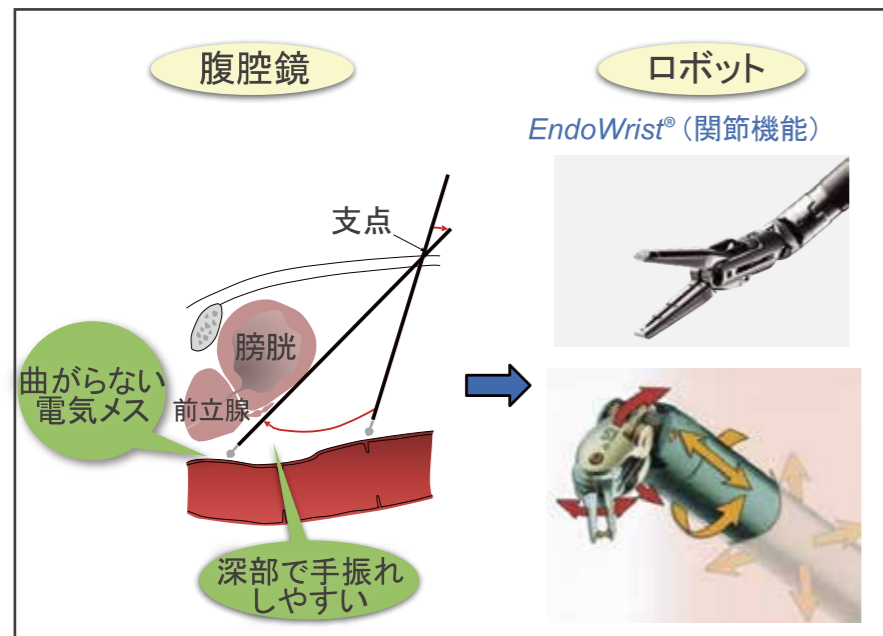 腹腔鏡
ロボット
EndoWrist®（関節機能）
支点
膀胱
前立腺
曲がらない
電気メス
深部で手振れ
しやすい